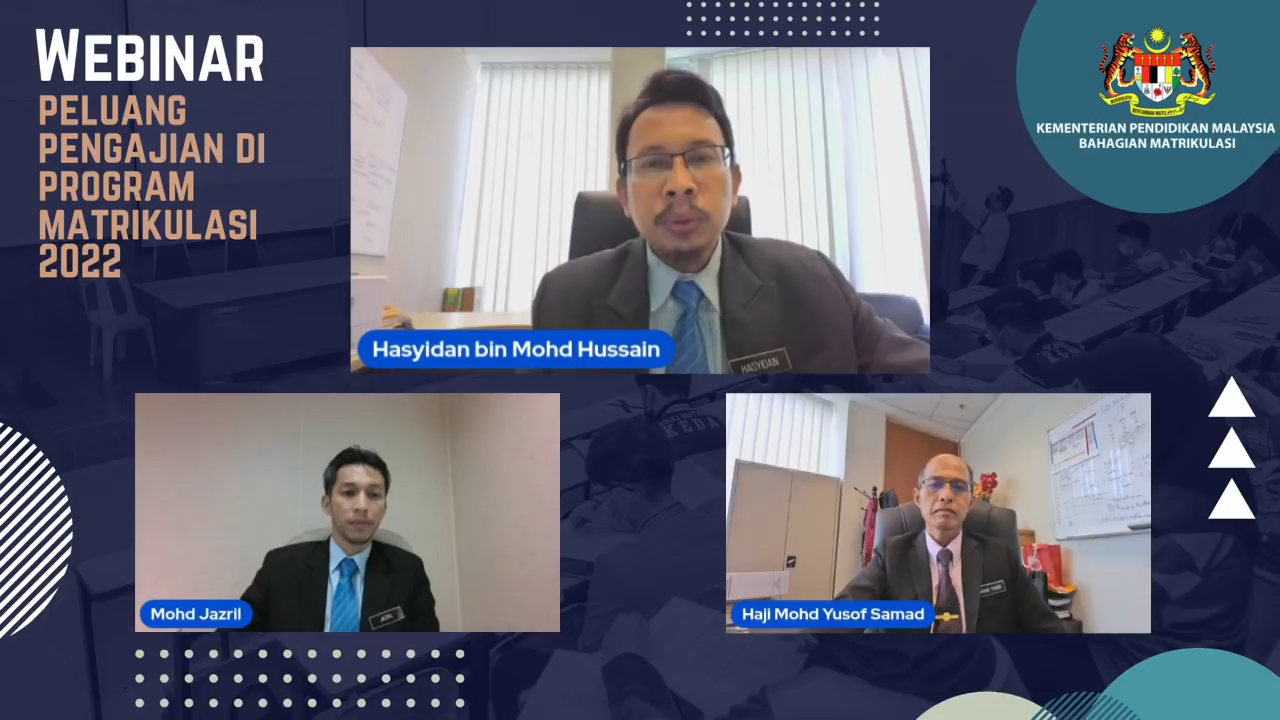 WEBINAR
PELUANG
PENGAJIAN DI
PROGRAM
MATRIKULASI
2022
KEMENTERIAN PENDIDIKAN MALAYSIA
BAHAGIAN MATRIKULASI
Hasyidan bin Mohd Hussain
HASYIDAN
Mohd Jazril
Haji Mohd Yusof Samad
KEDA